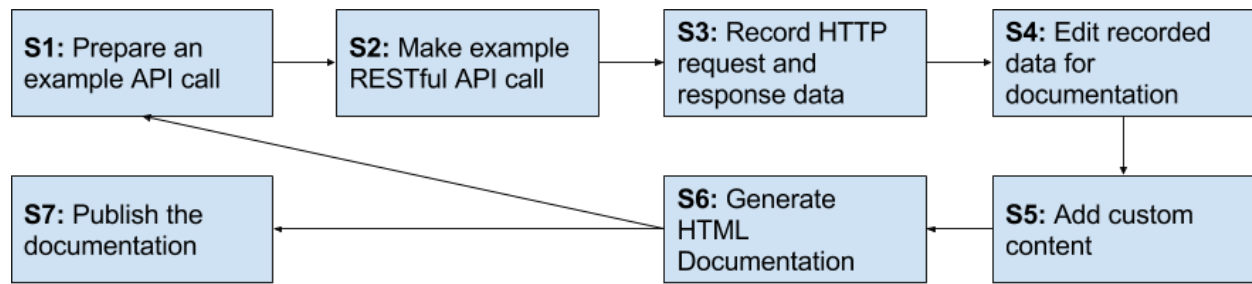 S1: Prepare an
example API call
S2: Make example
RESTful API call
S3: Record HTTP
request and
response data
S4: Edit recorded
data for
documentation
S7: Publish the
documentation
S6: Generate
HTML
Documentation
S5: Add custom
content